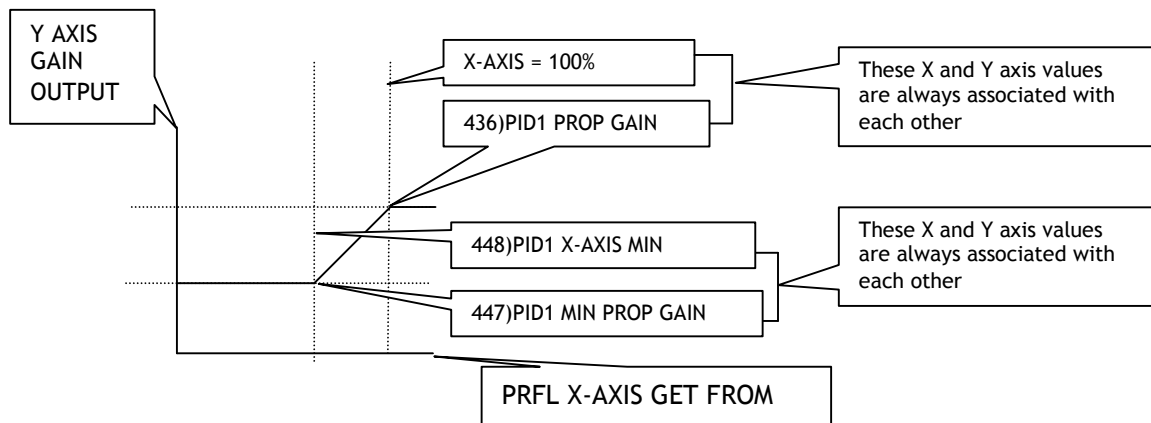 Y AXIS
GAIN
OUTPUT
X-AXIS = 100%
436)PID1 PROP GAIN
These X and Y axis values
are always associated with
each other
448)PID1 X-AXIS MIN
447)PID1 MIN PROP GAIN
These X and Y axis values
are always associated with
each other
PRFL X-AXIS GET FROM